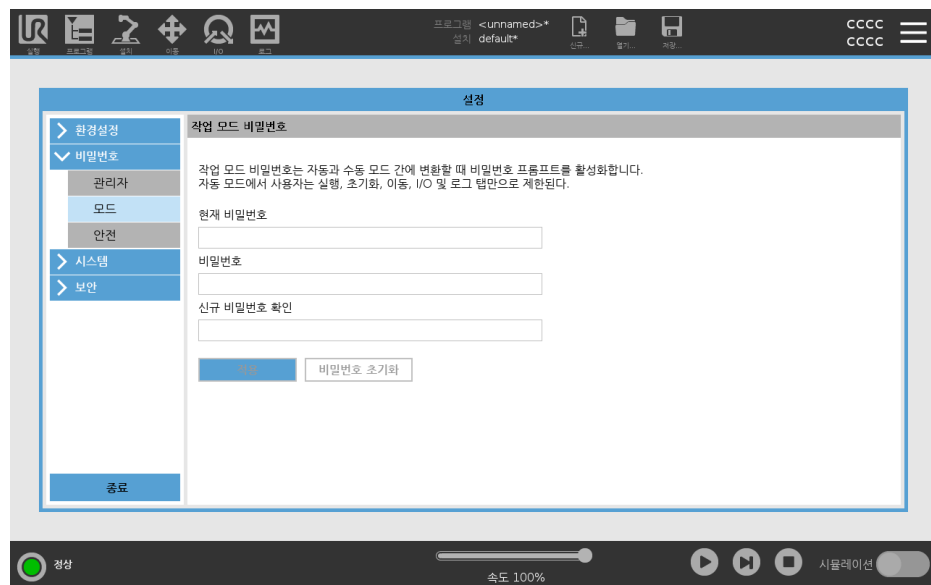 UR
실행 프로그램 설치 이동 I/O 로그
프로그램 <unnamed>*
설치 default*
신규... 열기... 저장...
cccc
cccc
설정
환경설정
비밀번호
관리자
모드
안전
시스템
보안
종료
작업 모드 비밀번호
작업 모드 비밀번호는 자동과 수동 모드 간에 변환할 때 비밀번호 프롬프트를 활성화합니다.
자동 모드에서 사용자는 실행, 초기화, 이동, I/O 및 로그 탭만으로 제한된다.
현재 비밀번호
비밀번호
신규 비밀번호 확인
적용 비밀번호 초기화
정상
속도 100%
시뮬레이션